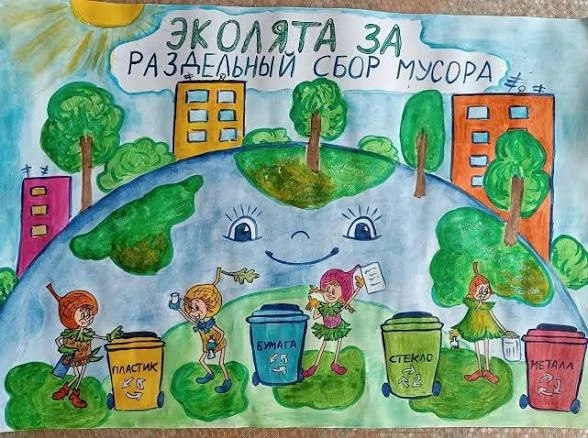 ЭКОЛЯТА ЗА
РАЗДЕЛЬНЫЙ СБОР МУСОРА
ПЛАСТИК
БУМАГА
СТЕКЛО
МЕТАЛЛ